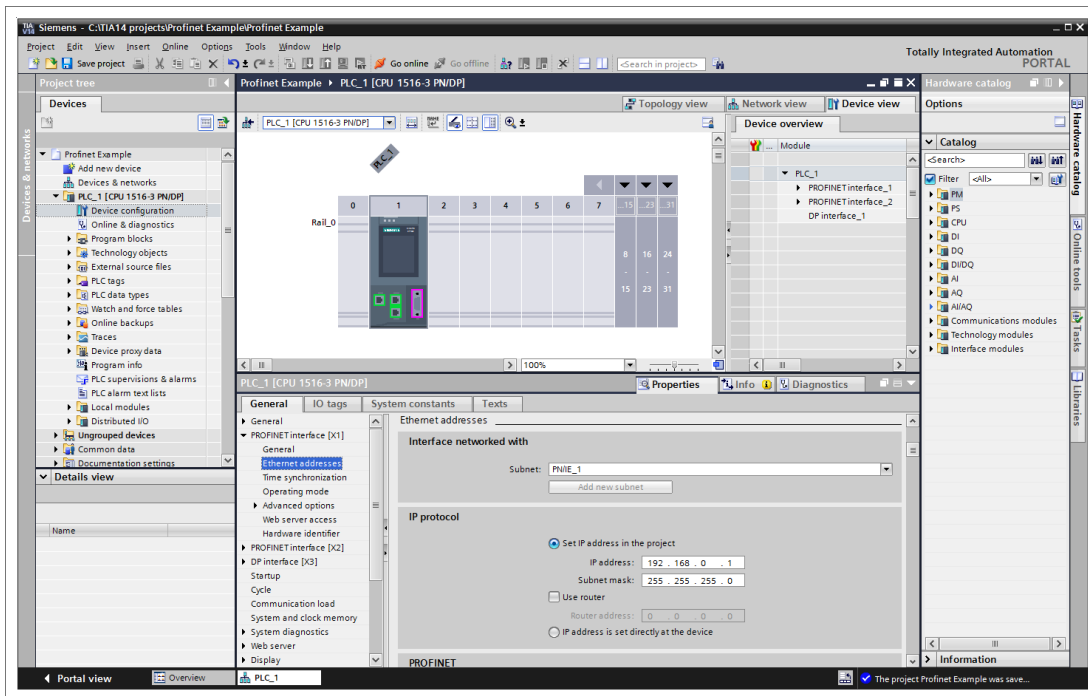 Siemens - C:\TIA14 projects\Profinet Example\Profinet Example
Project Edit View Insert Online Options Tools Window Help
Totally Integrated Automation
PORTAL
Save project Go online Go offline <Search in project>
Project tree
Profinet Example PLC_1 [CPU 1516-3 PN/DP]
Hardware catalog
Devices
Topology view Network view Device view
Options
PLC_1 [CPU 1516-3 PN/DP]
Device overview
Module
PLC_1
PROFINET interface_1
PROFINET interface_2
DP interface_1
Catalog
<Search>
Filter <All>
PM
PS
CPU
DI
DQ
DI/DQ
AI
AQ
AI/AQ
Communications modules
Technology modules
Interface modules
Information
Hardware catalog
Online tools
Tasks
Libraries
Devices & networks
Profinet Example
Add new device
Devices & networks
PLC_1 [CPU 1516-3 PN/DP]
Device configuration
Online & diagnostics
Program blocks
Technology objects
External source files
PLC tags
PLC data types
Watch and force tables
Online backups
Traces
Device proxy data
Program info
PLC supervisions & alarms
PLC alarm text lists
Local modules
Distributed I/O
Ungrouped devices
Common data
Documentation settings
Details view
Name
PLC_1
0 1 2 3 4 5 6 7 ...15 ...23 ...31
Rail_0
8 16 24
- - -
15 23 31
SIEMENS
100%
PLC_1 [CPU 1516-3 PN/DP]
Properties Info Diagnostics
General IO tags System constants Texts
General
PROFINET interface [X1]
General
Ethernet addresses
Time synchronization
Operating mode
Advanced options
Web server access
Hardware identifier
PROFINET interface [X2]
DP interface [X3]
Startup
Cycle
Communication load
System and clock memory
System diagnostics
Web server
Display
Ethernet addresses
Interface networked with
Subnet: PN/IE_1
Add new subnet
IP protocol
Set IP address in the project
IP address: 192 . 168 . 0 . 1
Subnet mask: 255 . 255 . 255 . 0
Use router
Router address: 0 . 0 . 0 . 0
IP address is set directly at the device
PROFINET
Portal view Overview PLC_1
The project Profinet Example was save...